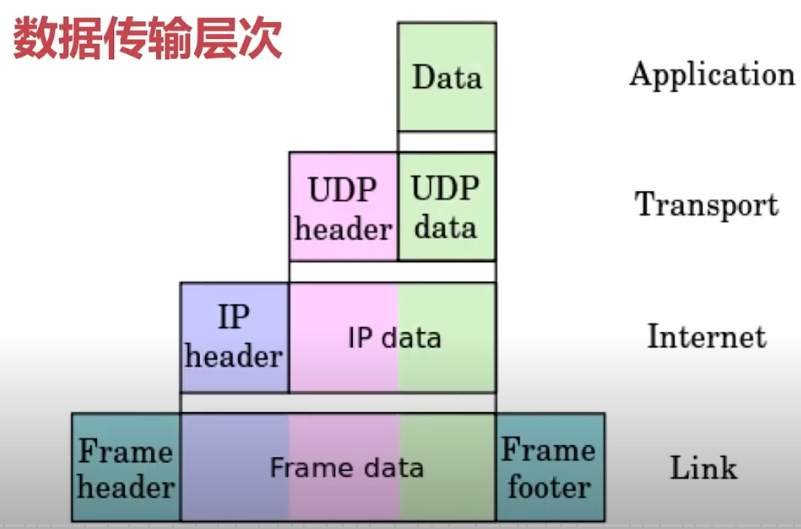 数据传输层次
Data
Application
UDP
header
UDP
data
Transport
IP
header
IP data
Internet
Frame
header
Frame data
Frame
footer
Link